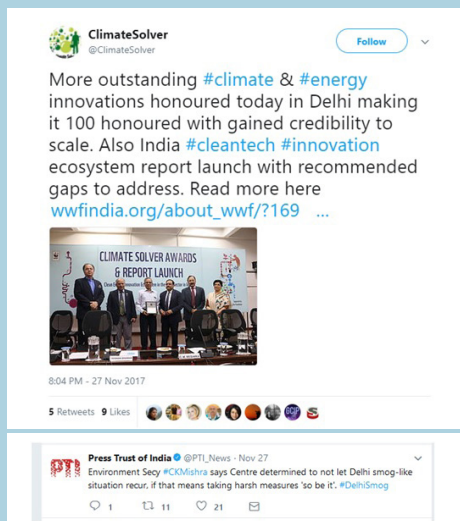 ClimateSolver
@ClimateSolver
Follow
More outstanding #climate & #energy
innovations honoured today in Delhi making
it 100 honoured with gained credibility to
scale. Also India #cleantech #innovation
ecosystem report launch with recommended
gaps to address. Read more here
wwfindia.org/about_wwf/?169 ...
CLIMATE SOLVER AWARDS
& REPORT LAUNCH
8:04 PM - 27 Nov 2017
5 Retweets 9 Likes
PTI Press Trust of India @PTI_News · Nov 27
Environment Secy #CKMishra says Centre determined to not let Delhi smog-like
situation recur, if that means taking harsh measures 'so be it'. #DelhiSmog
1 11 21